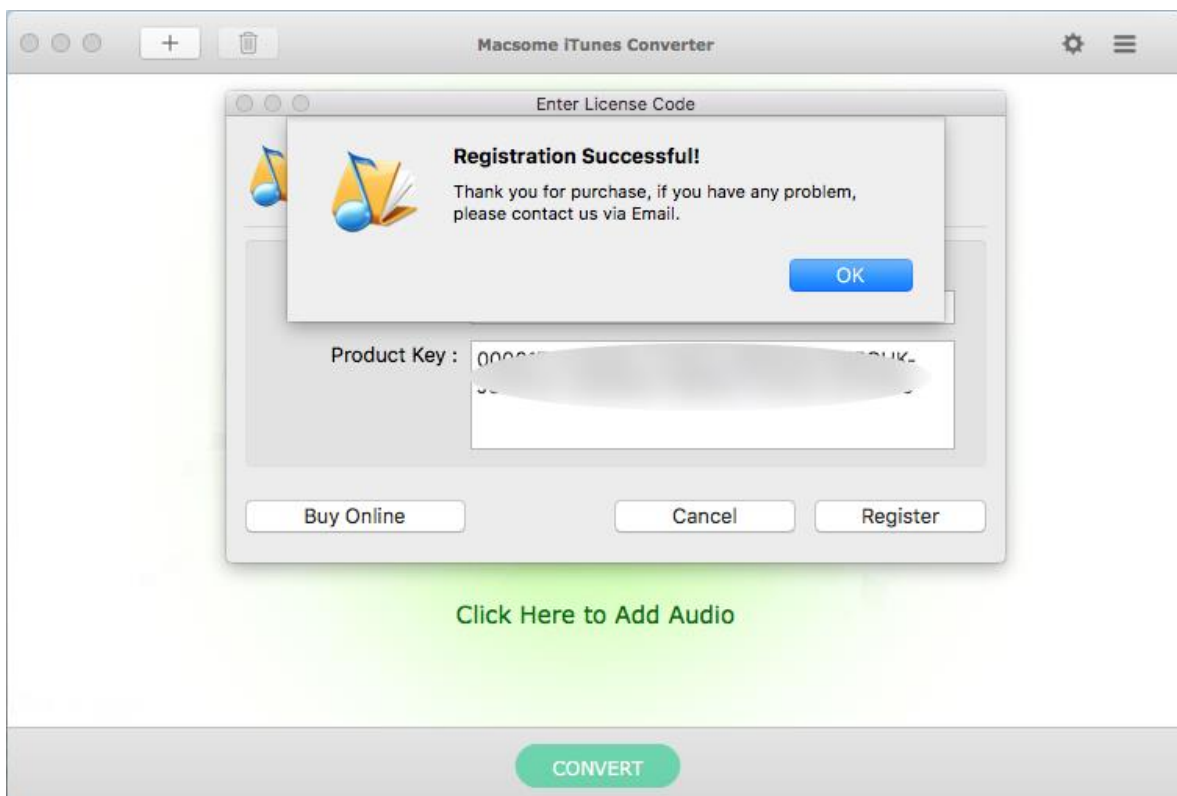 Macsome iTunes Converter
Enter License Code
Registration Successful!
Thank you for purchase, if you have any problem,
please contact us via Email.
OK
Product Key :
Buy Online
Cancel
Register
Click Here to Add Audio
CONVERT